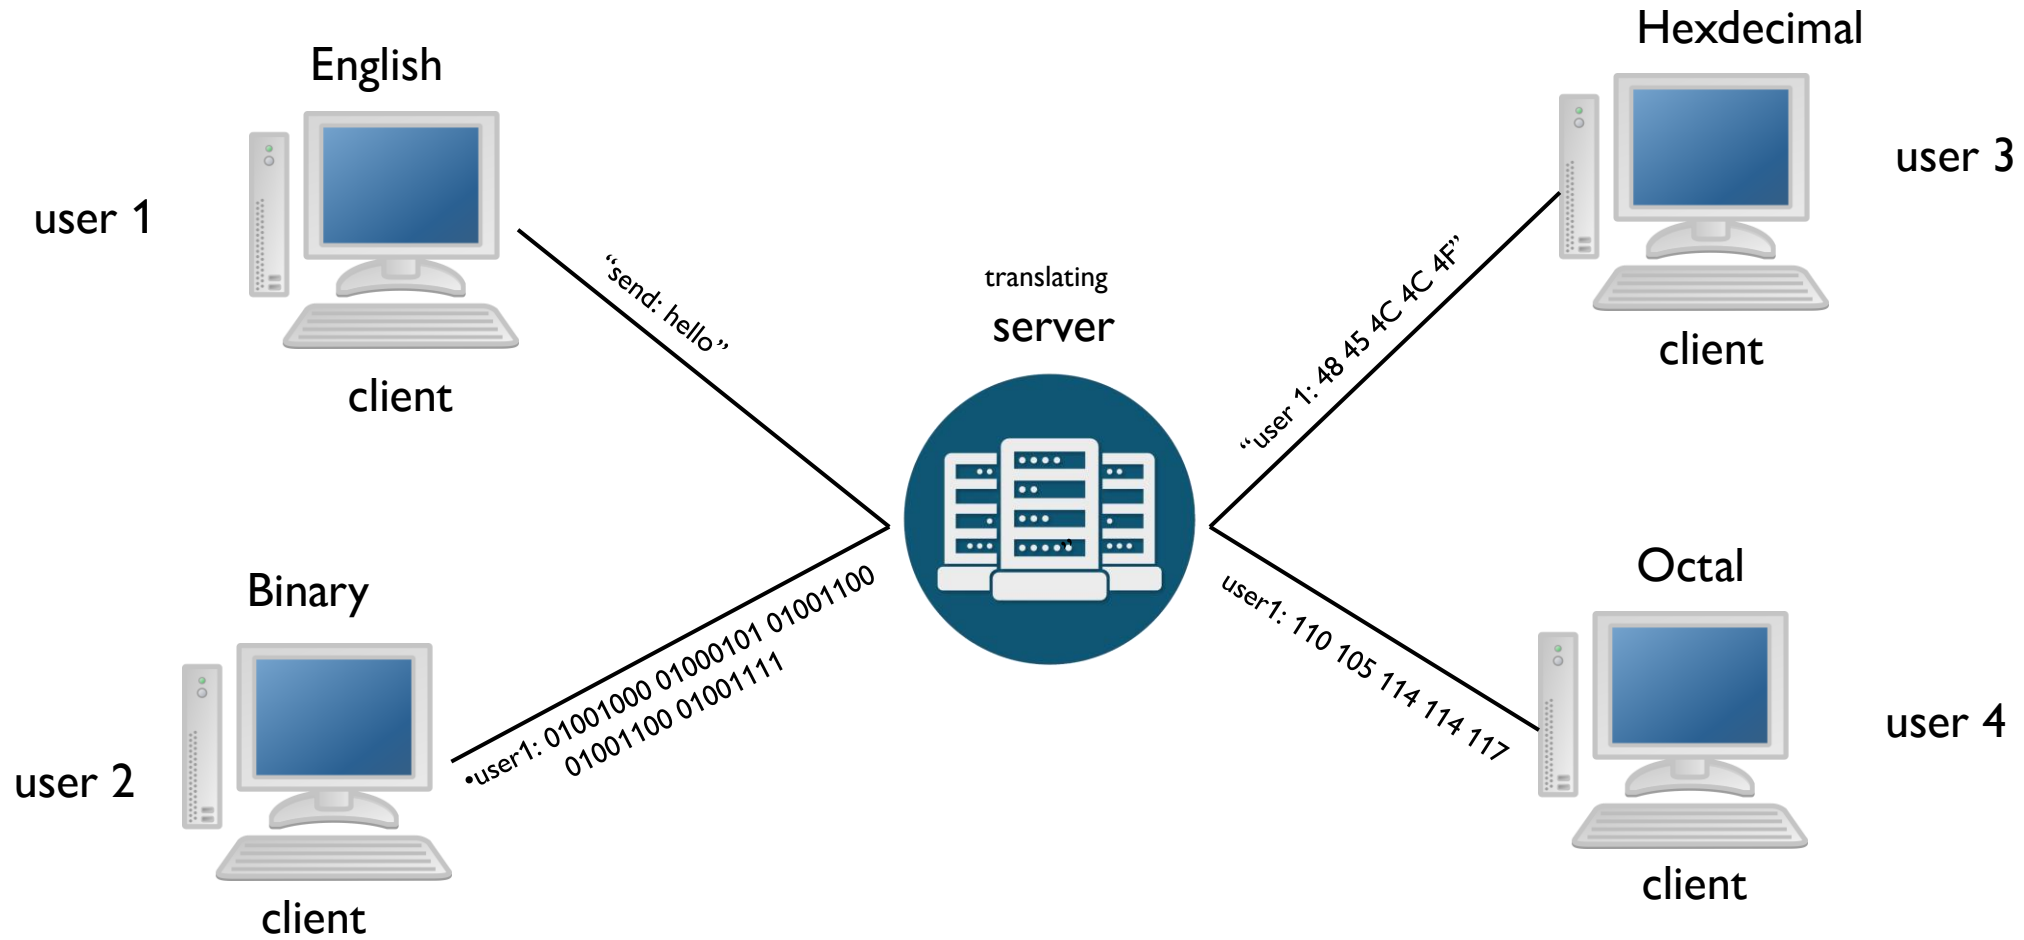 English
user 1
client
“send: hello”
translating
server
Hexdecimal
user 3
client
“user 1: 48 45 4C 4C 4F”
Binary
user 2
client
•user1: 01001000 01000101 01001100
01001100 01001111
”
Octal
user 4
client
user1: 110 105 114 114 117